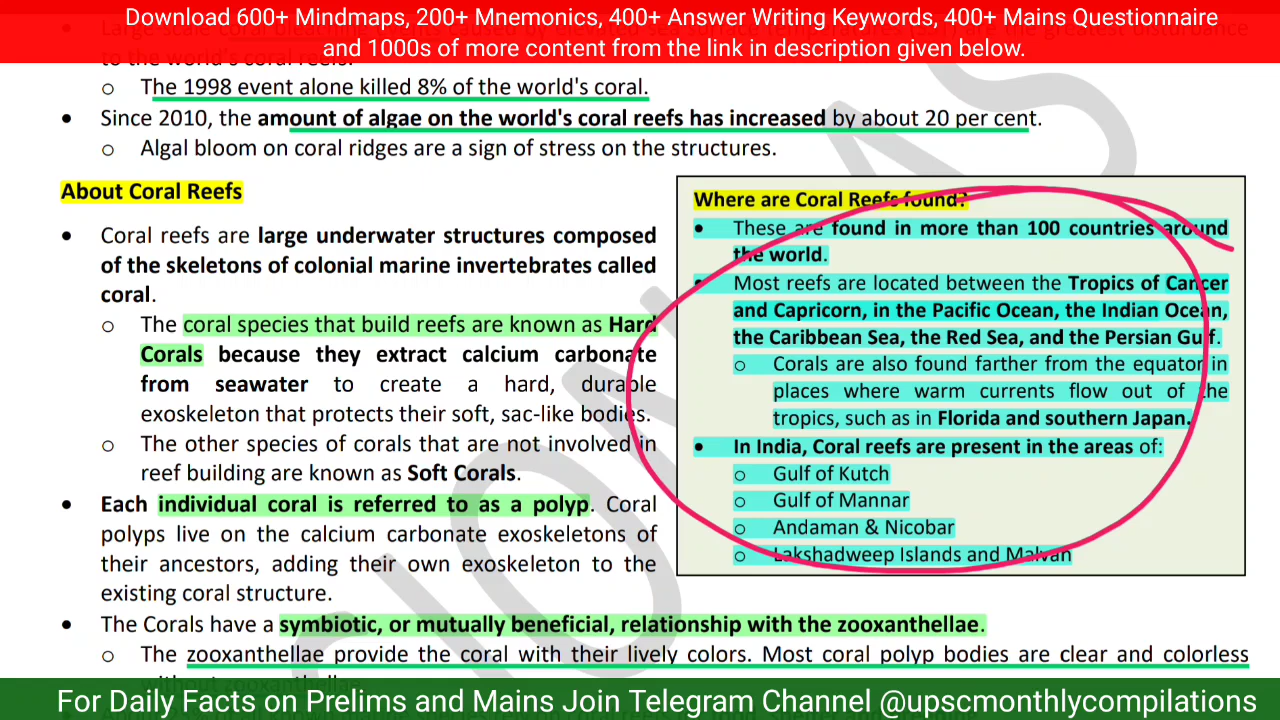 Download 600+ Mindmaps, 200+ Mnemonics, 400+ Answer Writing Keywords, 400+ Mains Questionnaire
and 1000s of more content from the link in description given below.
to the world's coral reefs.
o The 1998 event alone killed 8% of the world's coral.
• Since 2010, the amount of algae on the world's coral reefs has increased by about 20 per cent.
o Algal bloom on coral ridges are a sign of stress on the structures.
About Coral Reefs
• Coral reefs are large underwater structures composed
of the skeletons of colonial marine invertebrates called
coral.
o The coral species that build reefs are known as Hard
Corals because they extract calcium carbonate
from seawater to create a hard, durable
exoskeleton that protects their soft, sac-like bodies.
o The other species of corals that are not involved in
reef building are known as Soft Corals.
• Each individual coral is referred to as a polyp. Coral
polyps live on the calcium carbonate exoskeletons of
their ancestors, adding their own exoskeleton to the
existing coral structure.
Where are Coral Reefs found?
• These are found in more than 100 countries around
the world.
• Most reefs are located between the Tropics of Cancer
and Capricorn, in the Pacific Ocean, the Indian Ocean,
the Caribbean Sea, the Red Sea, and the Persian Gulf.
o Corals are also found farther from the equator in
places where warm currents flow out of the
tropics, such as in Florida and southern Japan.
• In India, Coral reefs are present in the areas of:
o Gulf of Kutch
o Gulf of Mannar
o Andaman & Nicobar
o Lakshadweep Islands and Malvan
• The Corals have a symbiotic, or mutually beneficial, relationship with the zooxanthellae.
o The zooxanthellae provide the coral with their lively colors. Most coral polyp bodies are clear and colorless
without zooxanthellae.
For Daily Facts on Prelims and Mains Join Telegram Channel @upscmonthlycompilations